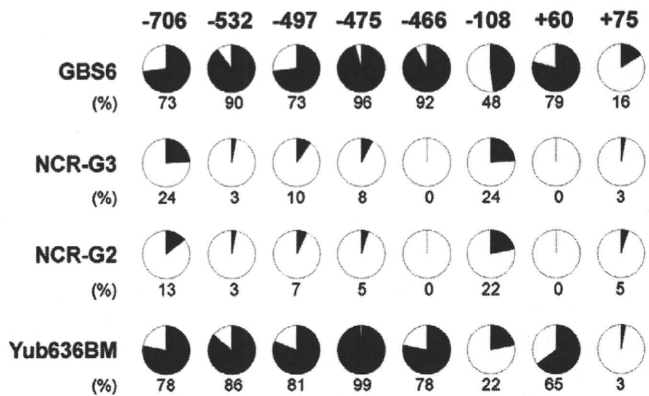 -706 -532 -497 -475 -466 -108 +60 +75
GBS6
(%) 73 90 73 96 92 48 79 16
NCR-G3
(%) 24 3 10 8 0 24 0 3
NCR-G2
(%) 13 3 7 5 0 22 0 5
Yub636BM
(%) 78 86 81 99 78 22 65 3